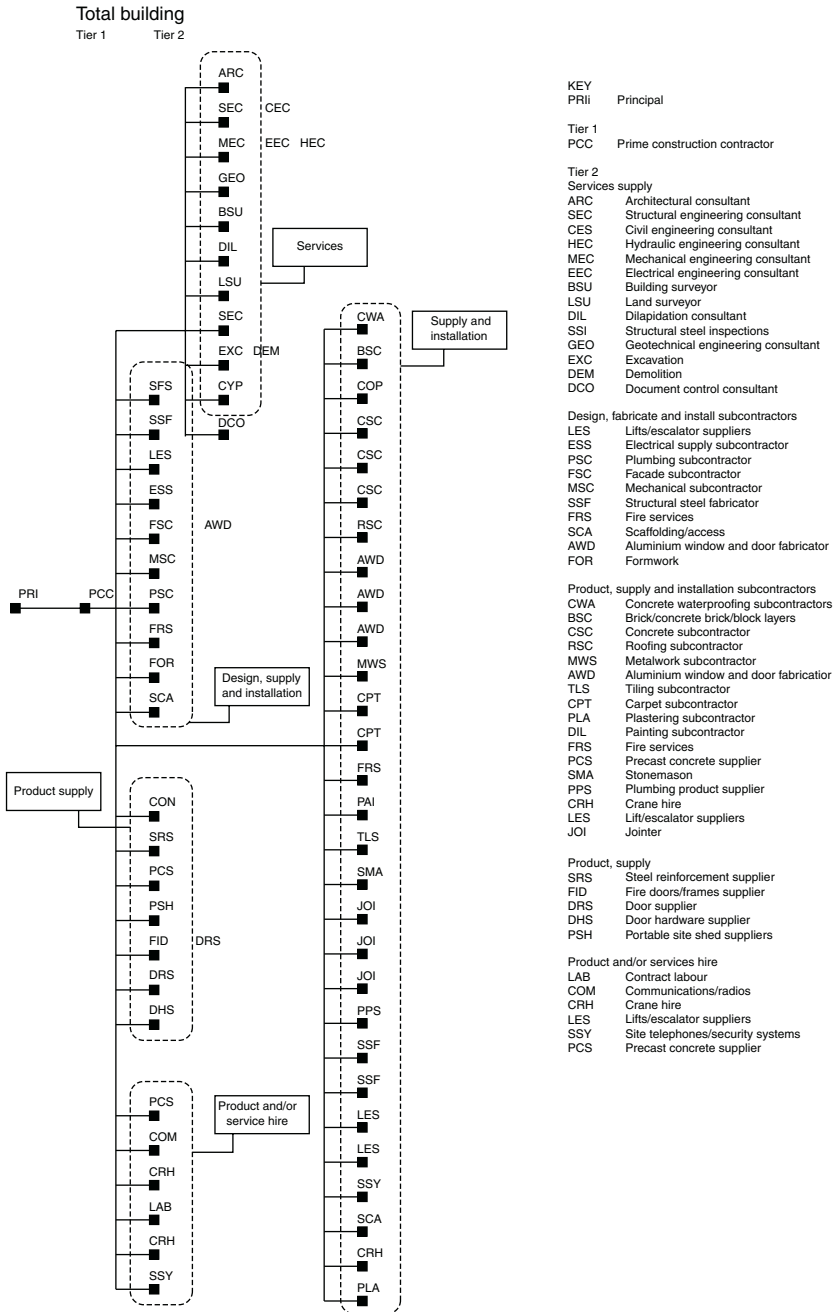 Total building
Tier 1 Tier 2
ARC
SEC CEC
MEC EEC HEC
GEO
BSU
DIL
LSU
SEC
EXC DEM
CYP
DCO
Services
SFS
SSF
LES
ESS
FSC AWD
MSC
PRI PCC PSC
FRS
FOR
SCA
Design, supply
and installation
Product supply
CON
SRS
PCS
PSH
FID DRS
DRS
DHS
PCS
COM
CRH
LAB
CRH
SSY
Product and/or
service hire
CWA
BSC
COP
CSC
CSC
CSC
RSC
AWD
AWD
AWD
MWS
CPT
CPT
FRS
PAI
TLS
SMA
JOI
JOI
JOI
PPS
SSF
SSF
LES
LES
SSY
SCA
CRH
PLA
Supply and
installation
KEY
PRIi Principal
Tier 1
PCC Prime construction contractor
Tier 2
Services supply
ARC Architectural consultant
SEC Structural engineering consultant
CES Civil engineering consultant
HEC Hydraulic engineering consultant
MEC Mechanical engineering consultant
EEC Electrical engineering consultant
BSU Building surveyor
LSU Land surveyor
DIL Dilapidation consultant
SSI Structural steel inspections
GEO Geotechnical engineering consultant
EXC Excavation
DEM Demolition
DCO Document control consultant
Design, fabricate and install subcontractors
LES Lifts/escalator suppliers
ESS Electrical supply subcontractor
PSC Plumbing subcontractor
FSC Facade subcontractor
MSC Mechanical subcontractor
SSF Structural steel fabricator
FRS Fire services
SCA Scaffolding/access
AWD Aluminium window and door fabricator
FOR Formwork
Product, supply and installation subcontractors
CWA Concrete waterproofing subcontractors
BSC Brick/concrete brick/block layers
CSC Concrete subcontractor
RSC Roofing subcontractor
MWS Metalwork subcontractor
AWD Aluminium window and door fabricatior
TLS Tiling subcontractor
CPT Carpet subcontractor
PLA Plastering subcontractor
DIL Painting subcontractor
FRS Fire services
PCS Precast concrete supplier
SMA Stonemason
PPS Plumbing product supplier
CRH Crane hire
LES Lift/escalator suppliers
JOI Jointer
Product, supply
SRS Steel reinforcement supplier
FID Fire doors/frames supplier
DRS Door supplier
DHS Door hardware supplier
PSH Portable site shed suppliers
Product and/or services hire
LAB Contract labour
COM Communications/radios
CRH Crane hire
LES Lifts/escalator suppliers
SSY Site telephones/security systems
PCS Precast concrete supplier